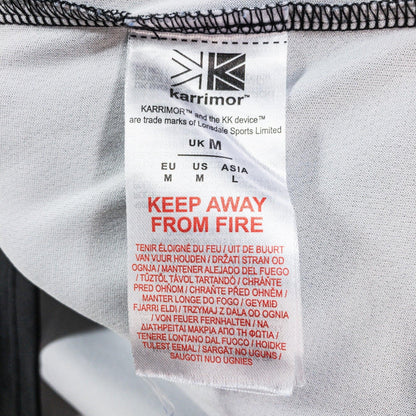 karrimor™
KARRIMOR™ and the KK device™
are trade marks of Lonsdale Sports Limited
UK M
EU US ASIA
M M L
KEEP AWAY
FROM FIRE
TENIR ÉLOIGNÉ DU FEU / UIT DE BUURT
VAN VUUR HOUDEN / DRŽATI STRAN OD
OGNJA / MANTENER ALEJADO DEL FUEGO
/ TŰZTŐL TÁVOL TARTANDÓ / CHRÁŇTE
PŘED OHŇOM / CHRAŇTE PŘED OHNĚM /
MANTER LONGE DO FOGO / GEYMIÐ
FJARRI ELDI / TRZYMAJ Z DALA OD OGNIA
/ VON FEUER FERNHALTEN / ΝΑ
ΔΙΑΤΗΡΕΙΤΑΙ ΜΑΚΡΙΑ ΑΠΟ ΤΗ ΦΩΤΙΑ /
TENERE LONTANO DAL FUOCO / HOIDKE
TULEST EEMAL / SARGĀT NO UGUNS /
SAUGOTI NUO UGNIES